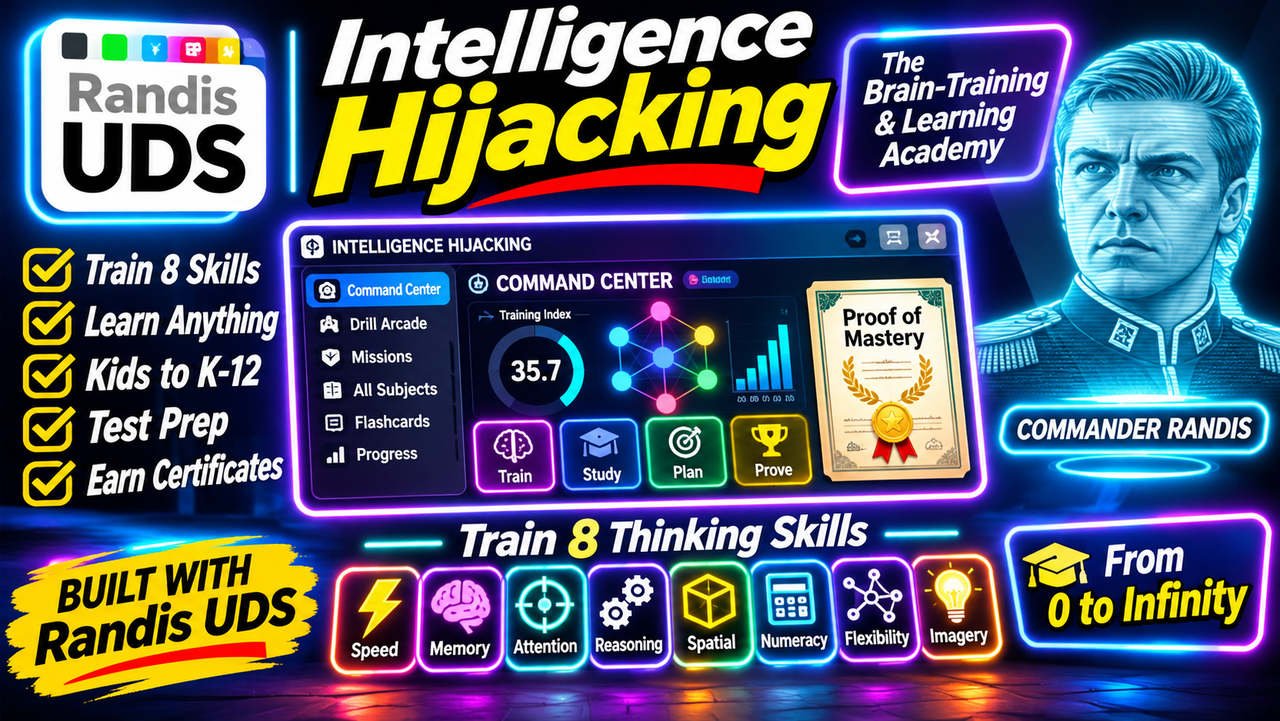 Randis
UDS
Intelligence
Hijacking
The
Brain-Training
& Learning
Academy
Train 8 Skills
Learn Anything
Kids to K-12
Test Prep
Earn Certificates
INTELLIGENCE HIJACKING
Command Center
Drill Arcade
Missions
All Subjects
Flashcards
Progress
COMMAND CENTER
Training Index
35.7
Train
Study
Plan
Prove
Proof of
Mastery
COMMANDER RANDIS
BUILT WITH
Randis UDS
Train 8 Thinking Skills
Speed
Memory
Attention
Reasoning
Spatial
Numeracy
Flexibility
Imagery
From
0 to Infinity